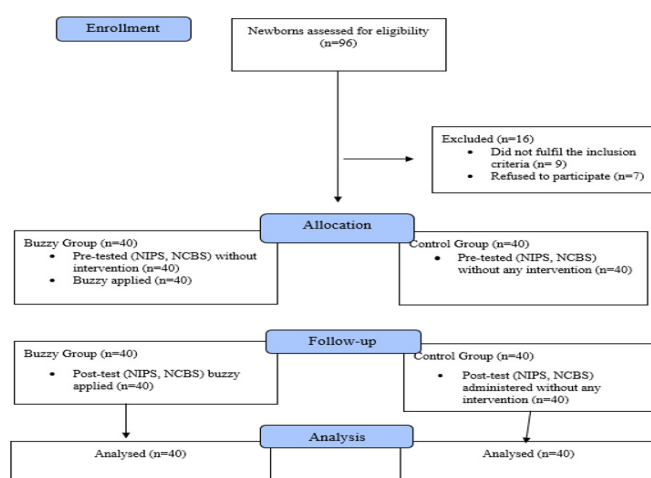 Enrollment
Newborns assessed for eligibility
(n=96)
Excluded (n=16)
• Did not fulfil the inclusion
criteria (n= 9)
• Refused to participate (n=7)
Allocation
Buzzy Group (n=40)
• Pre-tested (NIPS, NCBS) without
intervention (n=40)
• Buzzy applied (n=40)
Control Group (n=40)
• Pre-tested (NIPS, NCBS)
without any intervention (n=40)
Follow-up
Buzzy Group (n=40)
• Post-test (NIPS, NCBS) buzzy
applied (n=40)
Control Group (n=40)
• Post-test (NIPS, NCBS)
administered without any
intervention (n=40)
Analysis
Analysed (n=40)
Analysed (n=40)